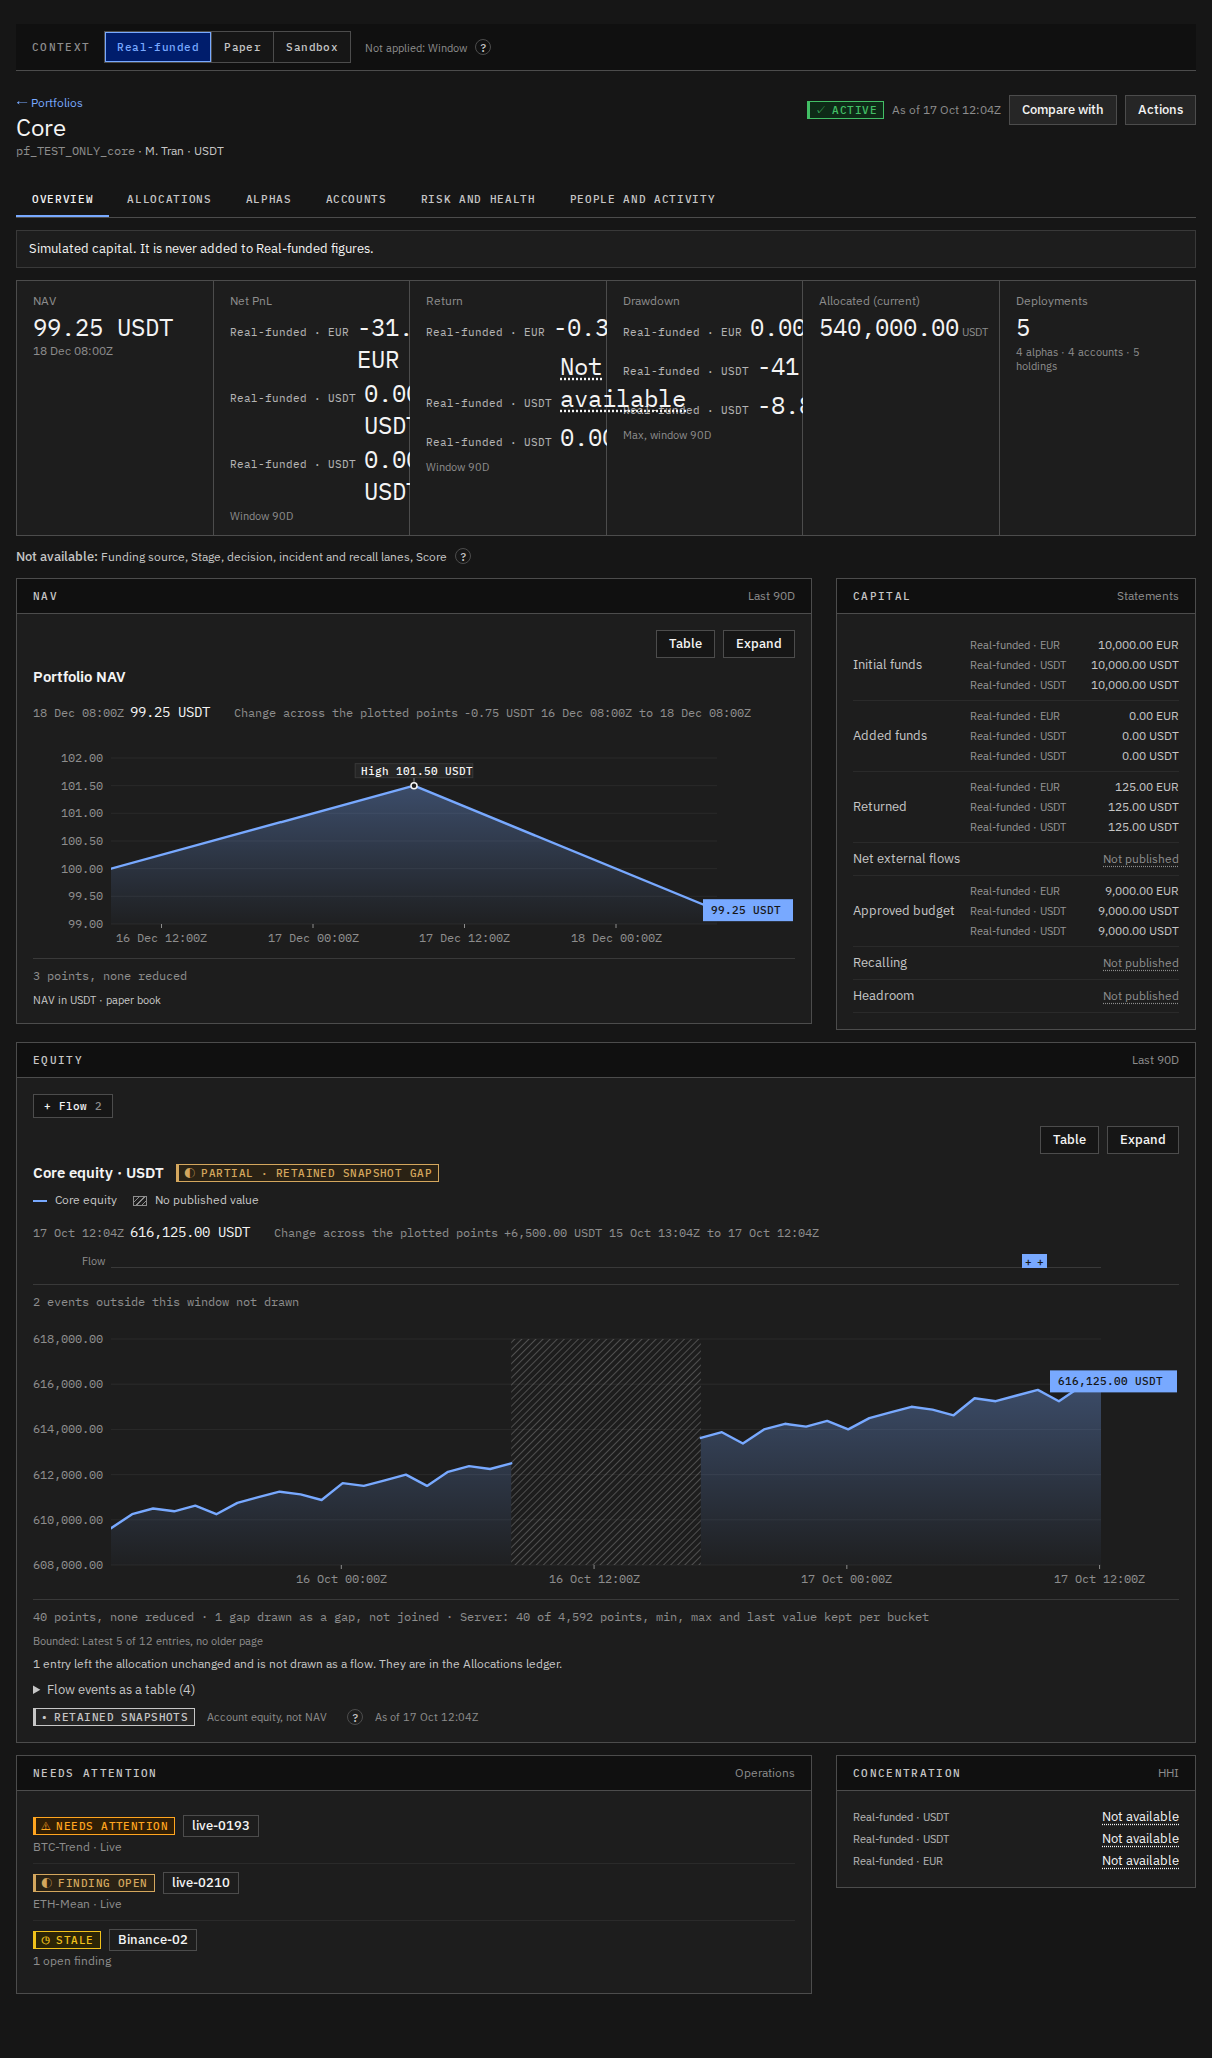 CONTEXT Real-funded Paper Sandbox Not applied: Window ?
← Portfolios
Core
pf_TEST_ONLY_core · M. Tran · USDT
✓ ACTIVE As of 17 Oct 12:04Z Compare with Actions
OVERVIEW ALLOCATIONS ALPHAS ACCOUNTS RISK AND HEALTH PEOPLE AND ACTIVITY
Simulated capital. It is never added to Real-funded figures.
NAV
99.25 USDT
18 Dec 08:00Z
Net PnL
Real-funded · EUR -31.
EUR
Real-funded · USDT 0.00
USDT
Real-funded · USDT 0.00
USDT
Window 90D
Return
Real-funded · EUR -0.3
Real-funded · USDT Not
available
Real-funded · USDT 0.00
Window 90D
Drawdown
Real-funded · EUR 0.00
Real-funded · USDT -41
Real-funded · USDT -8.8
Max, window 90D
Allocated (current)
540,000.00 USDT
Deployments
5
4 alphas · 4 accounts · 5
holdings
Not available: Funding source, Stage, decision, incident and recall lanes, Score ?
NAV Last 90D
Table Expand
Portfolio NAV
18 Dec 08:00Z 99.25 USDT Change across the plotted points -0.75 USDT 16 Dec 08:00Z to 18 Dec 08:00Z
102.00
High 101.50 USDT
101.50
101.00
100.50
100.00
99.50
99.25 USDT
99.00
16 Dec 12:00Z 17 Dec 00:00Z 17 Dec 12:00Z 18 Dec 00:00Z
3 points, none reduced
NAV in USDT · paper book
CAPITAL Statements
Initial funds
Real-funded · EUR 10,000.00 EUR
Real-funded · USDT 10,000.00 USDT
Real-funded · USDT 10,000.00 USDT
Added funds
Real-funded · EUR 0.00 EUR
Real-funded · USDT 0.00 USDT
Real-funded · USDT 0.00 USDT
Returned
Real-funded · EUR 125.00 EUR
Real-funded · USDT 125.00 USDT
Real-funded · USDT 125.00 USDT
Net external flows Not published
Approved budget
Real-funded · EUR 9,000.00 EUR
Real-funded · USDT 9,000.00 USDT
Real-funded · USDT 9,000.00 USDT
Recalling Not published
Headroom Not published
EQUITY Last 90D
+ Flow 2
Table Expand
Core equity · USDT PARTIAL · RETAINED SNAPSHOT GAP
Core equity No published value
17 Oct 12:04Z 616,125.00 USDT Change across the plotted points +6,500.00 USDT 15 Oct 13:04Z to 17 Oct 12:04Z
Flow + +
2 events outside this window not drawn
618,000.00
616,000.00
616,125.00 USDT
614,000.00
612,000.00
610,000.00
608,000.00
16 Oct 00:00Z 16 Oct 12:00Z 17 Oct 00:00Z 17 Oct 12:00Z
40 points, none reduced · 1 gap drawn as a gap, not joined · Server: 40 of 4,592 points, min, max and last value kept per bucket
Bounded: Latest 5 of 12 entries, no older page
1 entry left the allocation unchanged and is not drawn as a flow. They are in the Allocations ledger.
Flow events as a table (4)
• RETAINED SNAPSHOTS Account equity, not NAV ? As of 17 Oct 12:04Z
NEEDS ATTENTION Operations
⚠ NEEDS ATTENTION live-0193
BTC-Trend · Live
FINDING OPEN live-0210
ETH-Mean · Live
STALE Binance-02
1 open finding
CONCENTRATION HHI
Real-funded · USDT Not available
Real-funded · USDT Not available
Real-funded · EUR Not available